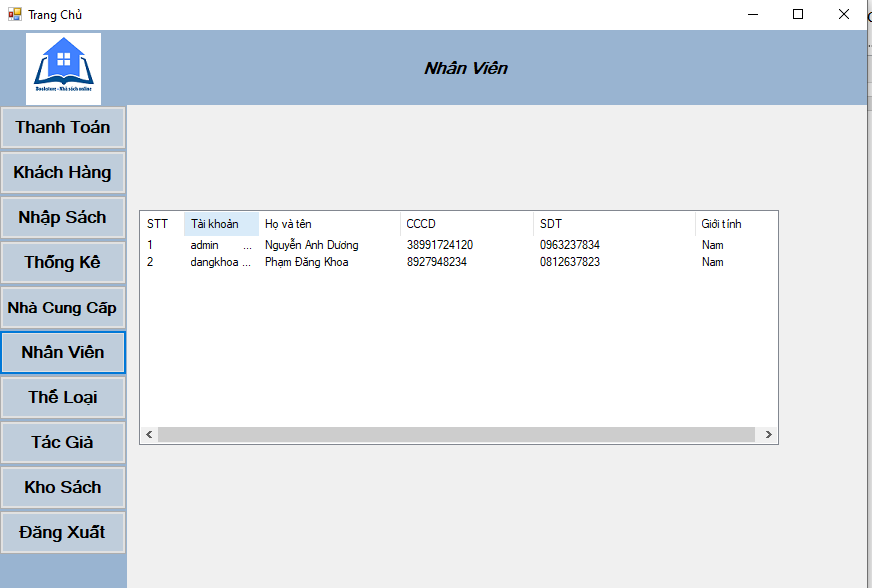 Trang Chủ
Bookstore - Nhà sách online
Nhân Viên
Thanh Toán
Khách Hàng
Nhập Sách
Thống Kê
Nhà Cung Cấp
Nhân Viên
Thể Loại
Tác Giả
Kho Sách
Đăng Xuất
STT Tài khoản Họ và tên CCCD SDT Giới tính
1 admin ... Nguyễn Anh Dương 38991724120 0963237834 Nam
2 dangkhoa ... Phạm Đăng Khoa 8927948234 0812637823 Nam